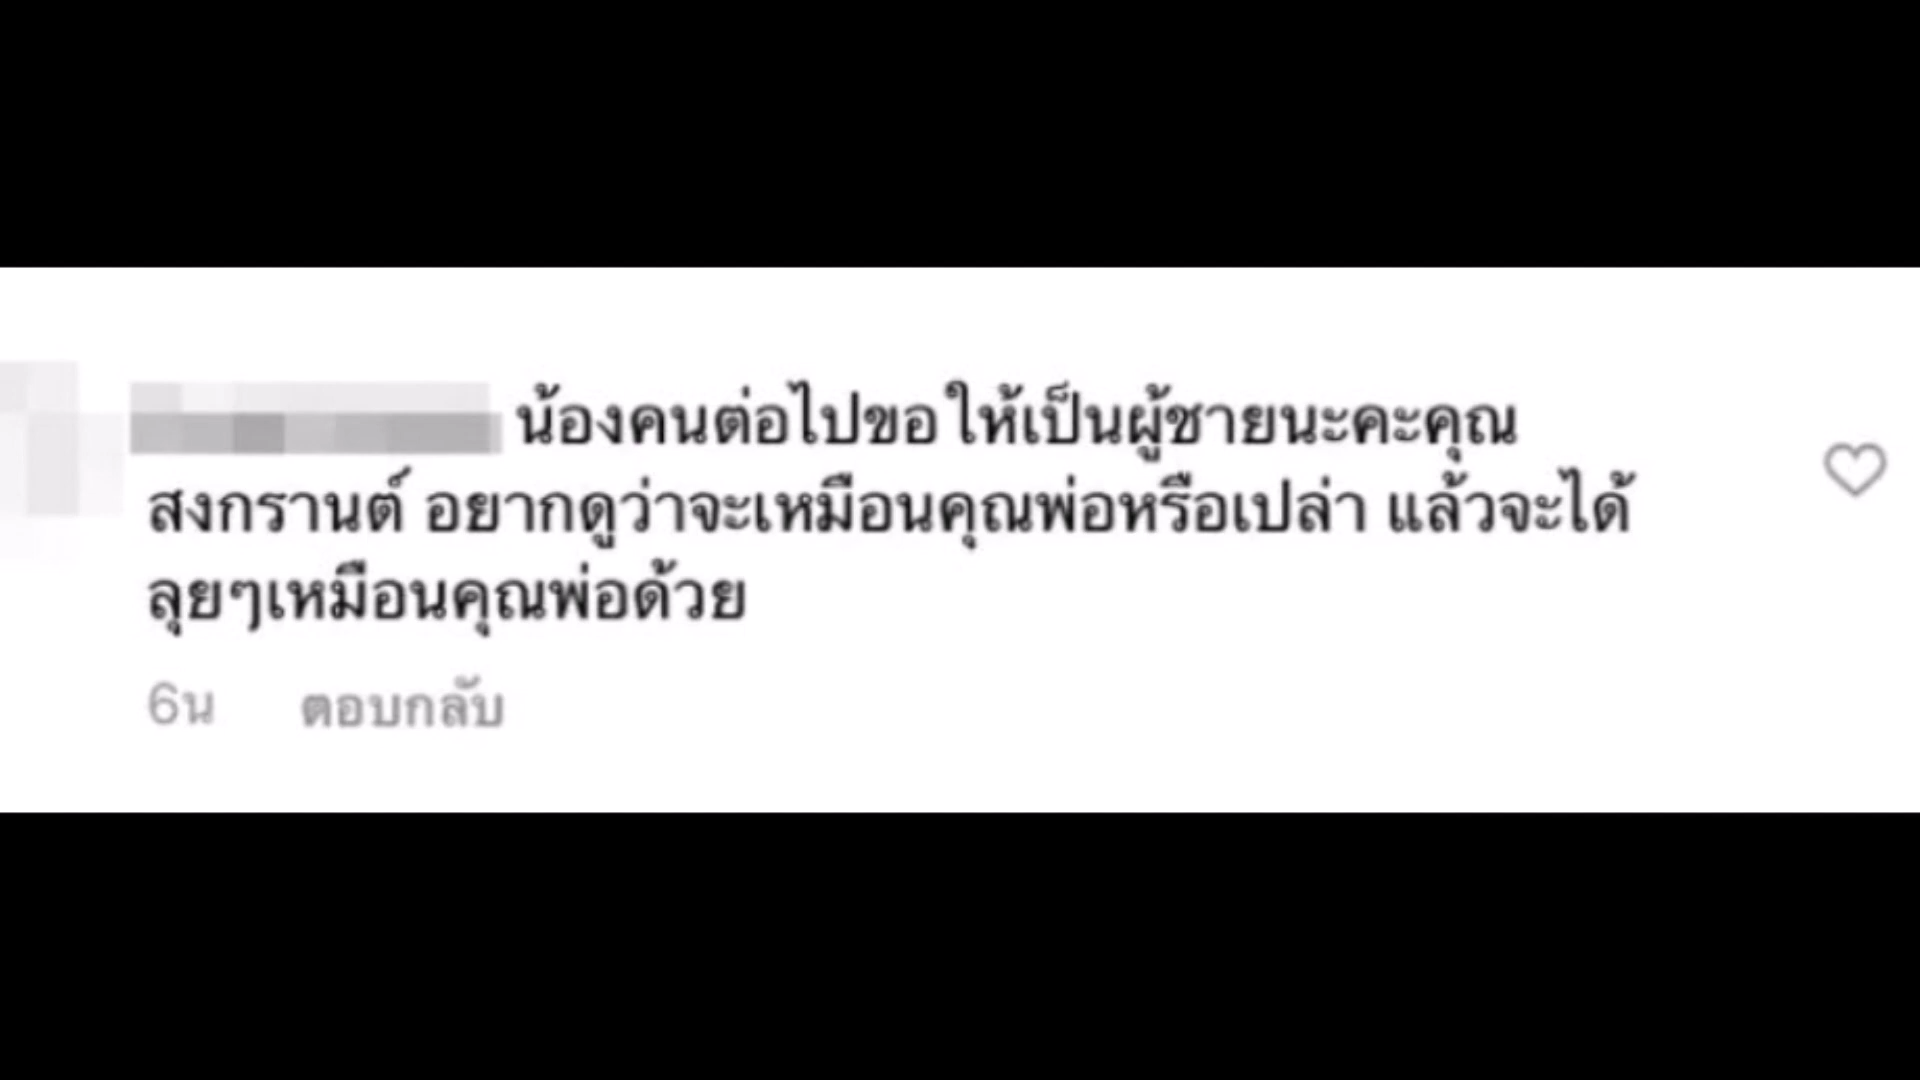 น้องคนต่อไปขอให้เป็นผู้ชายนะคะคุณ
สงกรานต์ อยากดูว่าจะเหมือนคุณพ่อหรือเปล่า แล้วจะได้
ลุยๆเหมือนคุณพ่อด้วย
6น ตอบกลับ